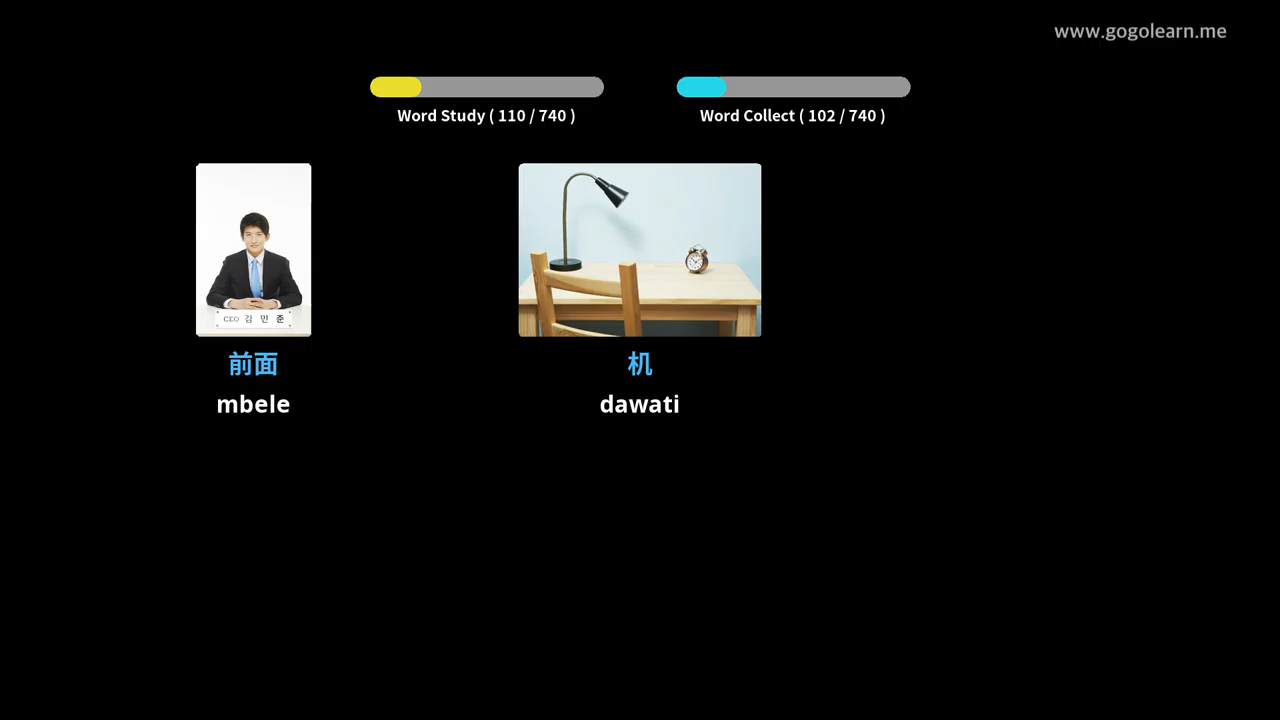 www.gogolearn.me
Word Study ( 110 / 740 )
Word Collect ( 102 / 740 )
CEO 김 민 준
前面
机
mbele
dawati